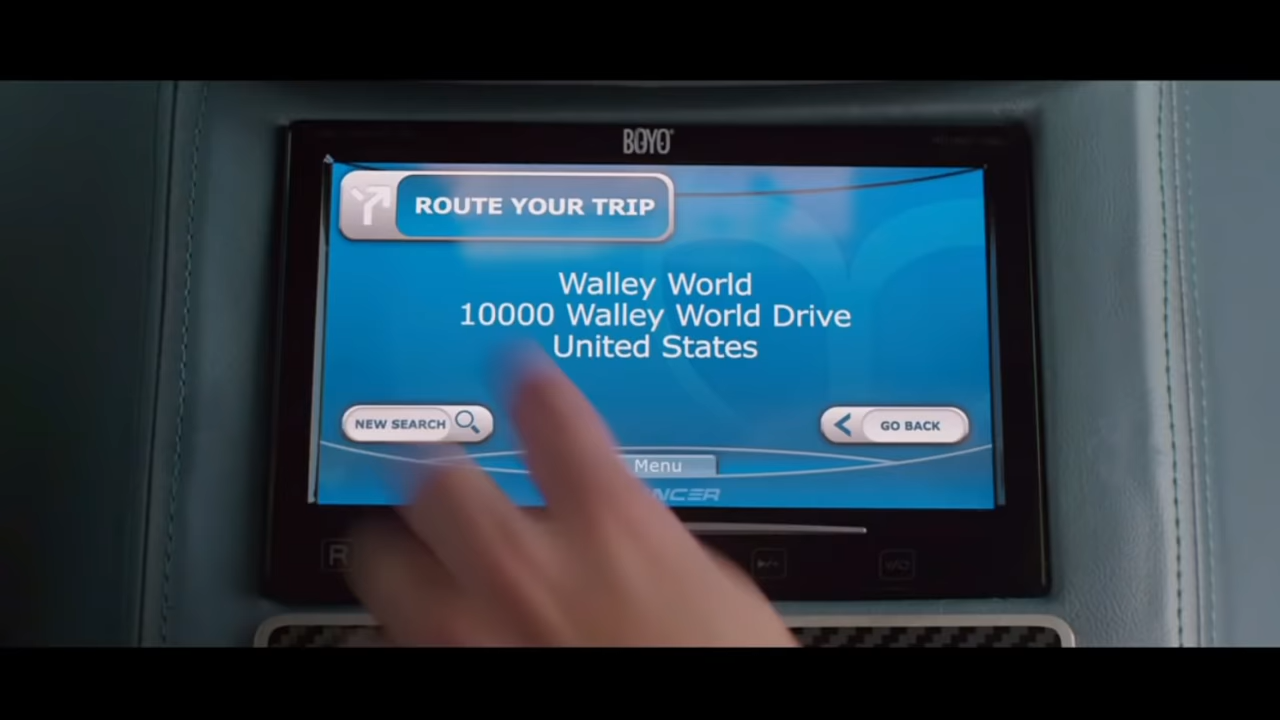 BOYO
ROUTE YOUR TRIP
Walley World
10000 Walley World Drive
United States
NEW SEARCH
GO BACK
Menu
R